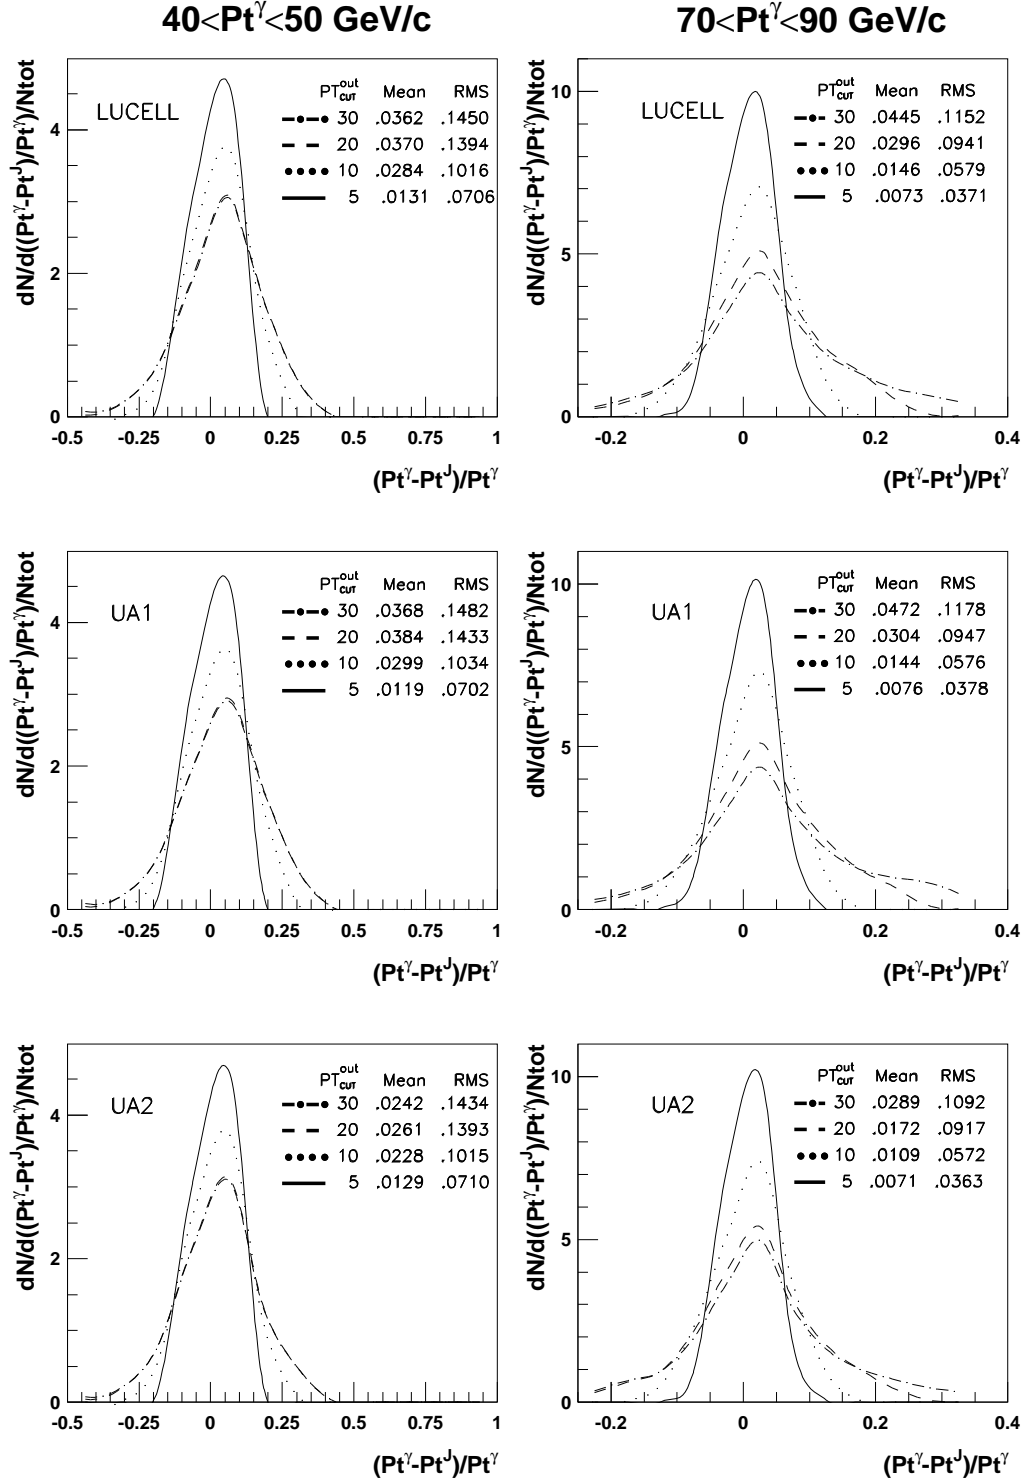 40<Pt^γ<50 GeV/c
70<Pt^γ<90 GeV/c
dN/d((Pt^γ-Pt^J)/Pt^γ)/Ntot
LUCELL
PT^out_CUT Mean RMS
30 .0362 .1450
20 .0370 .1394
10 .0284 .1016
5 .0131 .0706
0 2 4
-0.5 -0.25 0 0.25 0.5 0.75 1
(Pt^γ-Pt^J)/Pt^γ
dN/d((Pt^γ-Pt^J)/Pt^γ)/Ntot
LUCELL
PT^out_CUT Mean RMS
30 .0445 .1152
20 .0296 .0941
10 .0146 .0579
5 .0073 .0371
0 5 10
-0.2 0 0.2 0.4
(Pt^γ-Pt^J)/Pt^γ
dN/d((Pt^γ-Pt^J)/Pt^γ)/Ntot
UA1
PT^out_CUT Mean RMS
30 .0368 .1482
20 .0384 .1433
10 .0299 .1034
5 .0119 .0702
0 2 4
-0.5 -0.25 0 0.25 0.5 0.75 1
(Pt^γ-Pt^J)/Pt^γ
dN/d((Pt^γ-Pt^J)/Pt^γ)/Ntot
UA1
PT^out_CUT Mean RMS
30 .0472 .1178
20 .0304 .0947
10 .0144 .0576
5 .0076 .0378
0 5 10
-0.2 0 0.2 0.4
(Pt^γ-Pt^J)/Pt^γ
dN/d((Pt^γ-Pt^J)/Pt^γ)/Ntot
UA2
PT^out_CUT Mean RMS
30 .0242 .1434
20 .0261 .1393
10 .0228 .1015
5 .0129 .0710
0 2 4
-0.5 -0.25 0 0.25 0.5 0.75 1
(Pt^γ-Pt^J)/Pt^γ
dN/d((Pt^γ-Pt^J)/Pt^γ)/Ntot
UA2
PT^out_CUT Mean RMS
30 .0289 .1092
20 .0172 .0917
10 .0109 .0572
5 .0071 .0363
0 5 10
-0.2 0 0.2 0.4
(Pt^γ-Pt^J)/Pt^γ